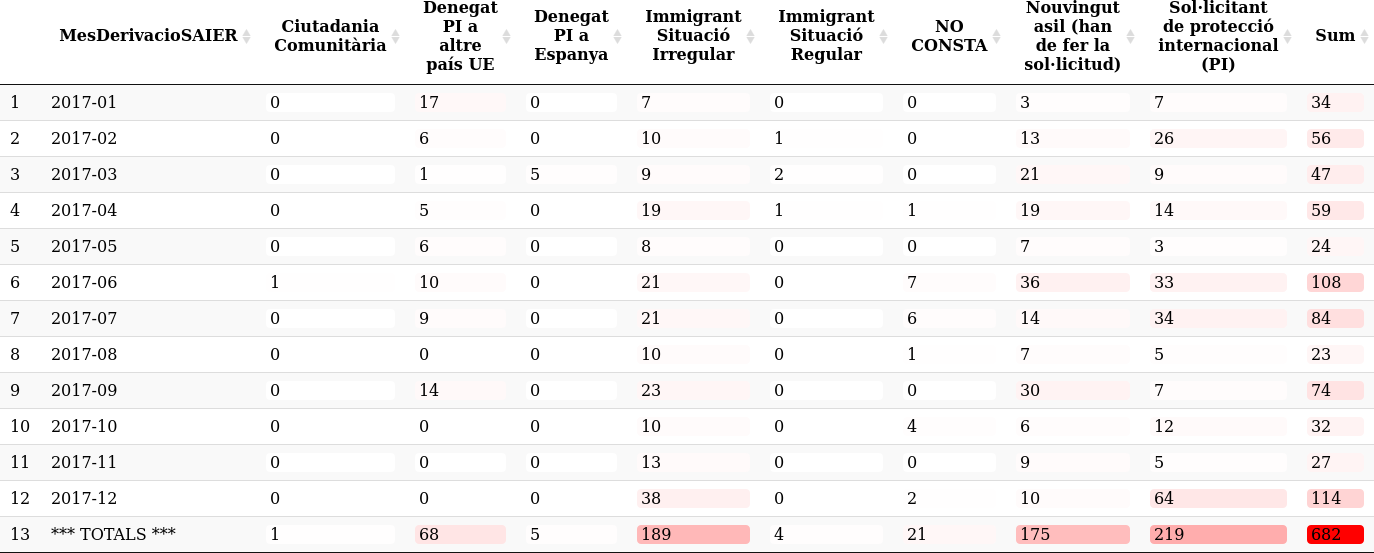 MesDerivacioSAIER Ciutadania Comunitària Denegat PI a altre país UE Denegat PI a Espanya Immigrant Situació Irregular Immigrant Situació Regular NO CONSTA Nouvingut asil (han de fer la sol·licitud) Sol·licitant de protecció internacional (PI) Sum
1 2017-01 0 17 0 7 0 0 3 7 34
2 2017-02 0 6 0 10 1 0 13 26 56
3 2017-03 0 1 5 9 2 0 21 9 47
4 2017-04 0 5 0 19 1 1 19 14 59
5 2017-05 0 6 0 8 0 0 7 3 24
6 2017-06 1 10 0 21 0 7 36 33 108
7 2017-07 0 9 0 21 0 6 14 34 84
8 2017-08 0 0 0 10 0 1 7 5 23
9 2017-09 0 14 0 23 0 0 30 7 74
10 2017-10 0 0 0 10 0 4 6 12 32
11 2017-11 0 0 0 13 0 0 9 5 27
12 2017-12 0 0 0 38 0 2 10 64 114
13 *** TOTALS *** 1 68 5 189 4 21 175 219 682